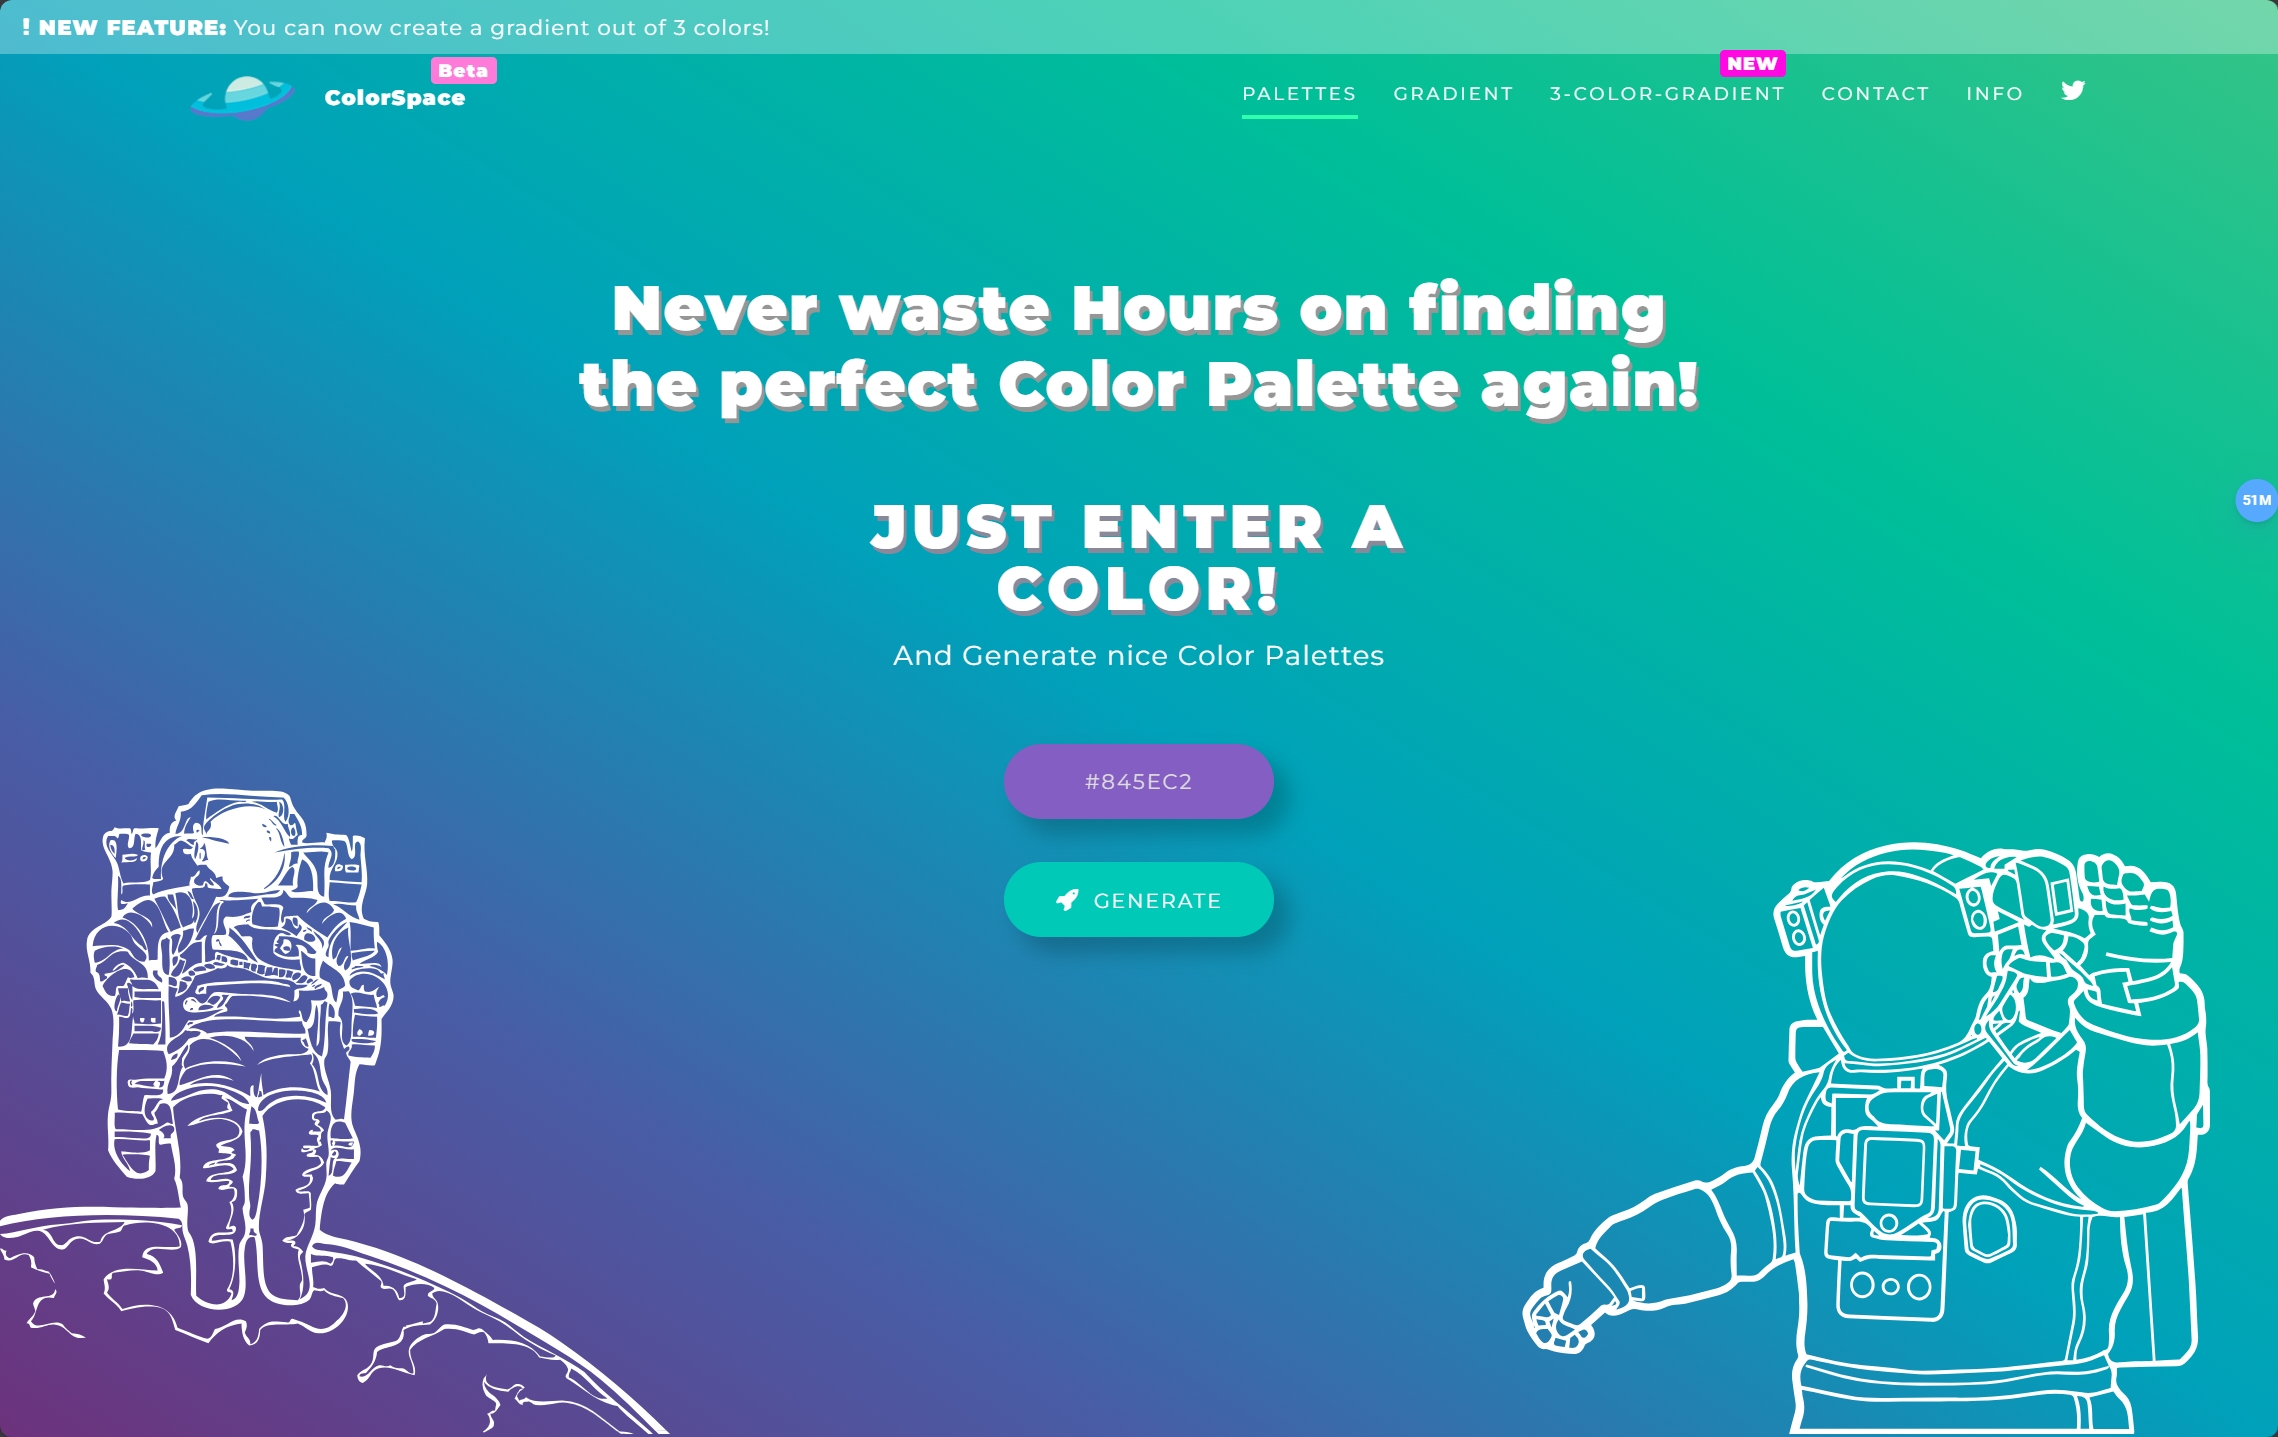 ! NEW FEATURE: You can now create a gradient out of 3 colors!
Beta
ColorSpace
NEW
PALETTES GRADIENT 3-COLOR-GRADIENT CONTACT INFO
Never waste Hours on finding
the perfect Color Palette again!
51M
JUST ENTER A
COLOR!
And Generate nice Color Palettes
#845EC2
GENERATE